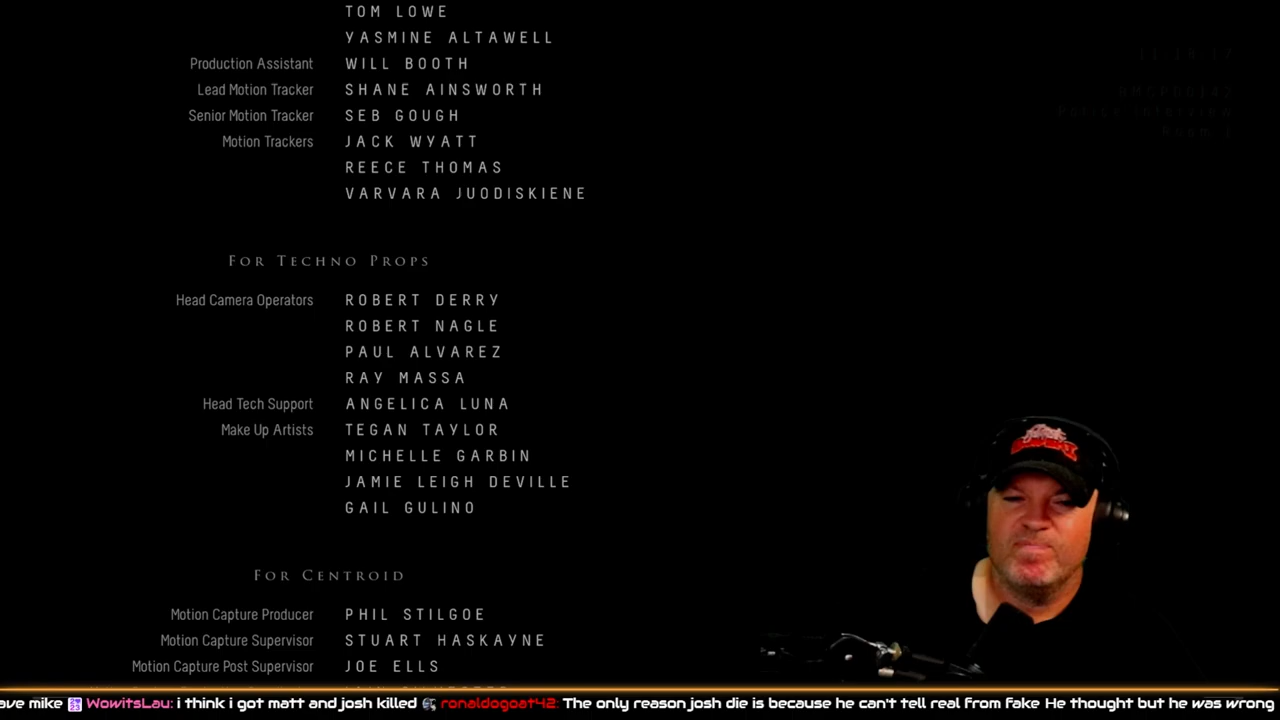 TOM LOWE
YASMINE ALTAWELL
Production Assistant WILL BOOTH
Lead Motion Tracker SHANE AINSWORTH
Senior Motion Tracker SEB GOUGH
Motion Trackers JACK WYATT
REECE THOMAS
VARVARA JUODISKIENE
Police Interview
Room 1
FOR TECHNO PROPS
Head Camera Operators ROBERT DERRY
ROBERT NAGLE
PAUL ALVAREZ
RAY MASSA
Head Tech Support ANGELICA LUNA
Make Up Artists TEGAN TAYLOR
MICHELLE GARBIN
JAMIE LEIGH DEVILLE
GAIL GULINO
FOR CENTROID
Motion Capture Producer PHIL STILGOE
Motion Capture Supervisor STUART HASKAYNE
Motion Capture Post Supervisor JOE ELLS
ave mike WowitsLau: i think i got matt and josh killed ronaldogoat42: The only reason josh die is because he can't tell real from fake He thought but he was wrong